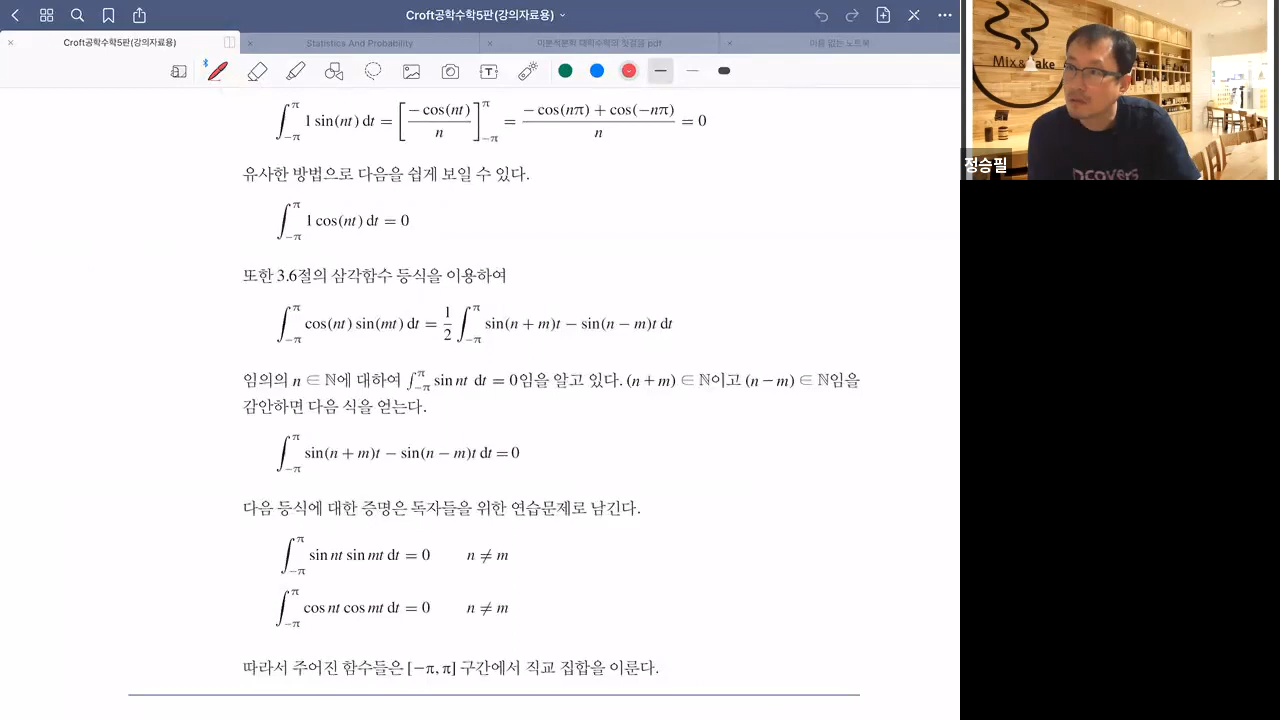 Croft공학수학5판(강의자료용)
Croft공학수학5판(강의자료용)
Statistics And Probability
이름 없는 노트북
∫_{-π}^{π} 1 sin(nt) dt = [−cos(nt)/n]_{-π}^{π} = (−cos(nπ) + cos(−nπ))/n = 0
유사한 방법으로 다음을 쉽게 보일 수 있다.
∫_{-π}^{π} 1 cos(nt) dt = 0
또한 3.6절의 삼각함수 등식을 이용하여
∫_{-π}^{π} cos(nt) sin(mt) dt = 1/2 ∫_{-π}^{π} sin(n + m)t − sin(n − m)t dt
임의의 n ∈ ℕ에 대하여 ∫_{-π}^{π} sin nt dt = 0임을 알고 있다. (n + m) ∈ ℕ이고 (n − m) ∈ ℕ임을
감안하면 다음 식을 얻는다.
∫_{-π}^{π} sin(n + m)t − sin(n − m)t dt = 0
다음 등식에 대한 증명은 독자들을 위한 연습문제로 남긴다.
∫_{-π}^{π} sin nt sin mt dt = 0 n ≠ m
∫_{-π}^{π} cos nt cos mt dt = 0 n ≠ m
따라서 주어진 함수들은 [−π, π] 구간에서 직교 집합을 이룬다.
정승필